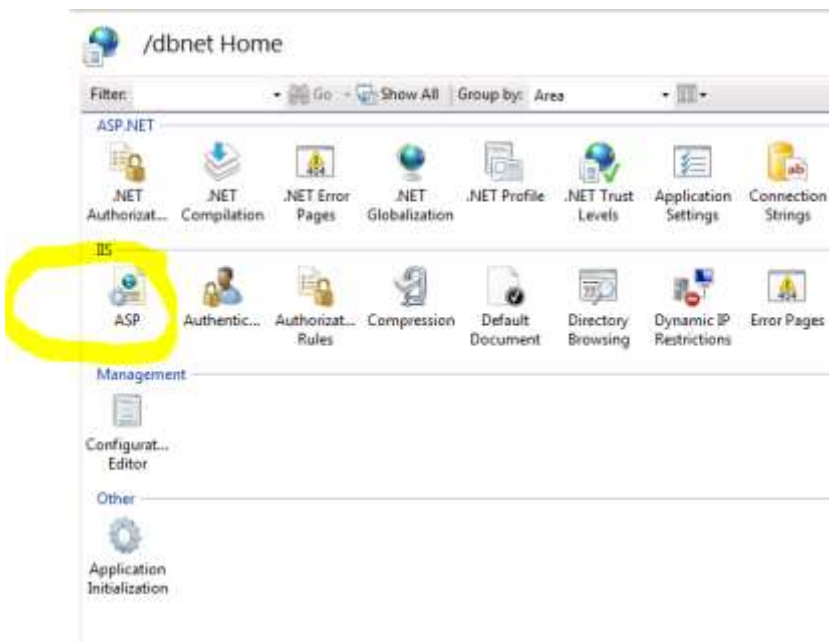 /dbnet Home
Filter: Go Show All Group by: Area
ASP.NET
.NET Authorizat... .NET Compilation .NET Error Pages .NET Globalization .NET Profile .NET Trust Levels Application Settings Connection Strings
IIS
ASP Authentic... Authorizat... Rules Compression Default Document Directory Browsing Dynamic IP Restrictions Error Pages
Management
Configurat... Editor
Other
Application Initialization